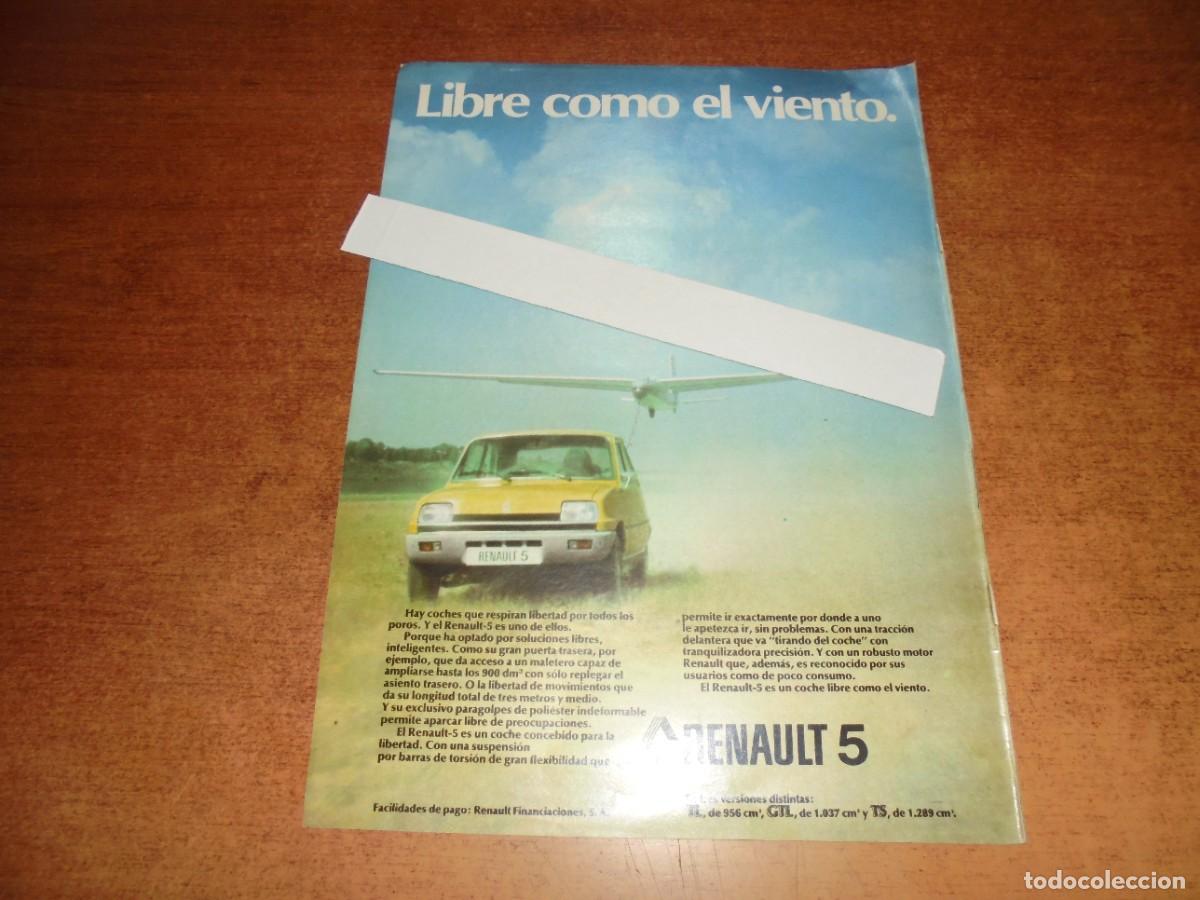 Libre como el viento.
RENAULT 5
Hay coches que respiran libertad por todos los
poros. Y el Renault-5 es uno de ellos.
Porque ha optado por soluciones libres,
inteligentes. Como su gran puerta trasera, por
ejemplo, que da acceso a un maletero capaz de
ampliarse hasta los 900 dm³ con sólo replegar el
asiento trasero. O la libertad de movimientos que
da su longitud total de tres metros y medio.
Y su exclusivo paragolpes de poliéster indeformable
permite aparcar libre de preocupaciones.
El Renault-5 es un coche concebido para la
libertad. Con una suspensión
por barras de torsión de gran flexibilidad que
permite ir exactamente por donde a uno
le apetezca ir, sin problemas. Con una tracción
delantera que va "tirando del coche" con
tranquilizadora precisión. Y con un robusto motor
Renault que, además, es reconocido por sus
usuarios como de poco consumo.
El Renault-5 es un coche libre como el viento.
RENAULT 5
Facilidades de pago: Renault Financiaciones, S.A.
versiones distintas:
TL, de 956 cm³, GTL, de 1.037 cm³ y TS, de 1.289 cm³.
todocoleccion